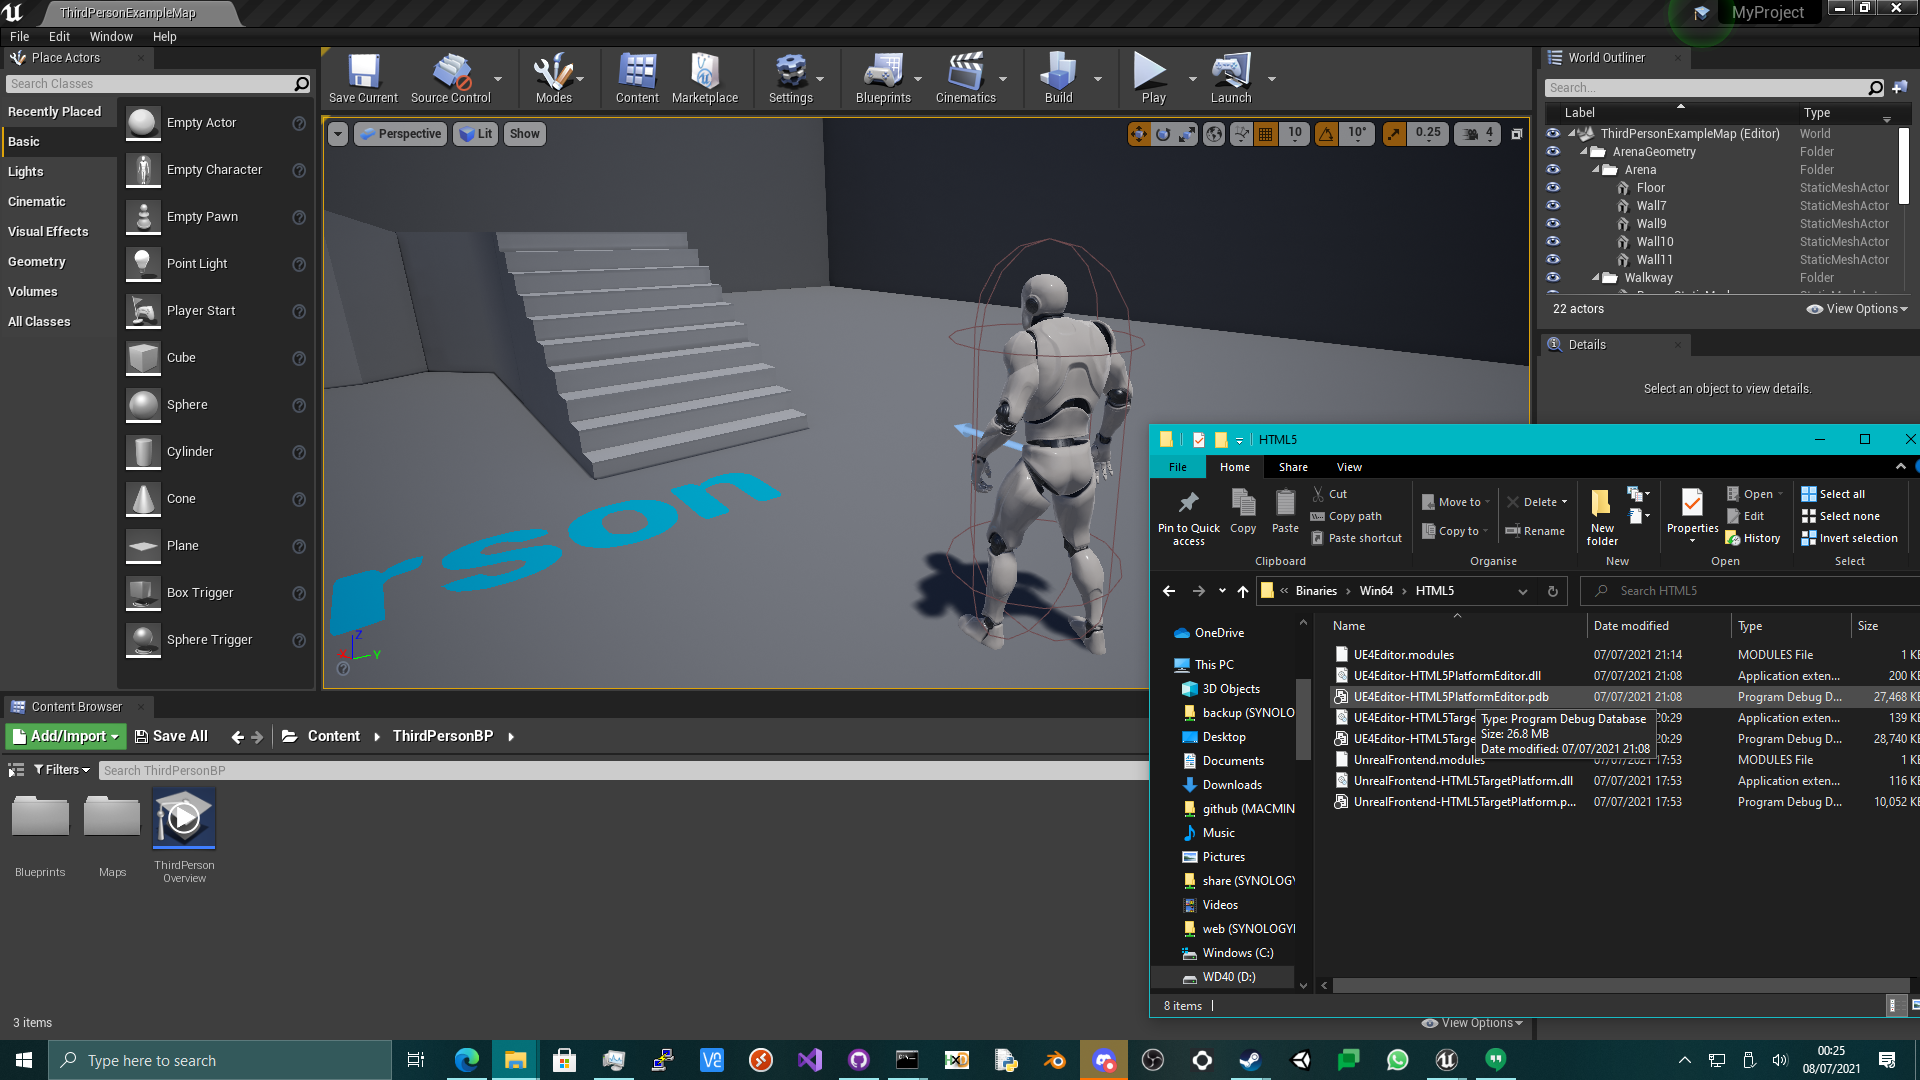 ThirdPersonExampleMap
MyProject
File Edit Window Help
Place Actors
Search Classes
Recently Placed
Basic
Lights
Cinematic
Visual Effects
Geometry
Volumes
All Classes
Empty Actor
Empty Character
Empty Pawn
Point Light
Player Start
Cube
Sphere
Cylinder
Cone
Plane
Box Trigger
Sphere Trigger
Save Current Source Control Modes Content Marketplace Settings Blueprints Cinematics Build Play Launch
Perspective Lit Show
10 10° 0.25 4
rson
Z
X
Y
World Outliner
Search...
Label Type
ThirdPersonExampleMap (Editor) World
ArenaGeometry Folder
Arena Folder
Floor StaticMeshActor
Wall7 StaticMeshActor
Wall9 StaticMeshActor
Wall10 StaticMeshActor
Wall11 StaticMeshActor
Walkway Folder
22 actors View Options
Details
Select an object to view details.
HTML5
File Home Share View
Pin to Quick access
Copy
Paste
Cut
Copy path
Paste shortcut
Clipboard
Move to
Copy to
Delete
Rename
Organise
New folder
New
Properties
Open
Edit
History
Open
Select all
Select none
Invert selection
Select
« Binaries › Win64 › HTML5
Search HTML5
OneDrive
This PC
3D Objects
backup (SYNOLO
Desktop
Documents
Downloads
github (MACMIN
Music
Pictures
share (SYNOLOGY
Videos
web (SYNOLOGY
Windows (C:)
WD40 (D:)
Name Date modified Type Size
UE4Editor.modules 07/07/2021 21:14 MODULES File 1 KE
UE4Editor-HTML5PlatformEditor.dll 07/07/2021 21:08 Application exten... 200 KE
UE4Editor-HTML5PlatformEditor.pdb 07/07/2021 21:08 Program Debug D... 27,468 KE
UE4Editor-HTML5Targe 20:29 Application exten... 139 KE
UE4Editor-HTML5Targe 20:29 Program Debug D... 28,740 KE
UnrealFrontend.modules 07/07/2021 17:53 MODULES File 1 KE
UnrealFrontend-HTML5TargetPlatform.dll 07/07/2021 17:53 Application exten... 116 KE
UnrealFrontend-HTML5TargetPlatform.p... 07/07/2021 17:53 Program Debug D... 10,052 KE
Type: Program Debug Database
Size: 26.8 MB
Date modified: 07/07/2021 21:08
8 items
Content Browser
Add/Import Save All Content ThirdPersonBP
Filters Search ThirdPersonBP
Blueprints
Maps
ThirdPerson
Overview
3 items
View Options
Type here to search
00:25
08/07/2021